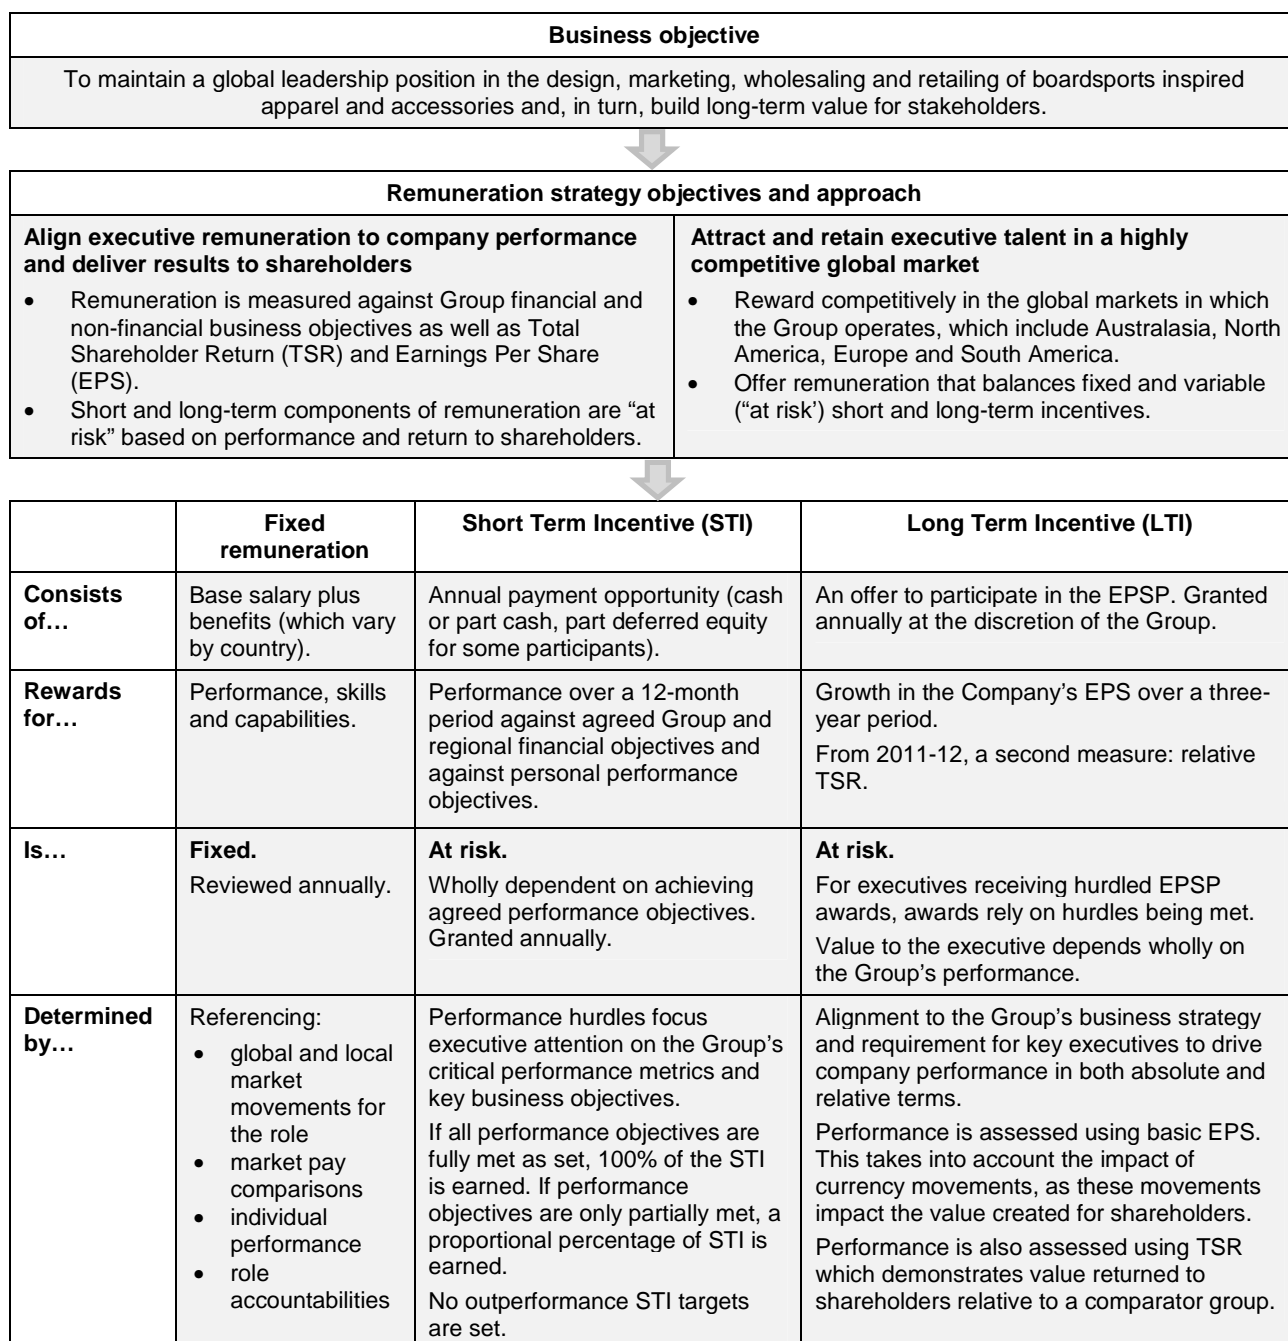 Business objective
To maintain a global leadership position in the design, marketing, wholesaling and retailing of boardsports inspired
apparel and accessories and, in turn, build long-term value for stakeholders.
Remuneration strategy objectives and approach
Align executive remuneration to company performance
and deliver results to shareholders
• Remuneration is measured against Group financial and
non-financial business objectives as well as Total
Shareholder Return (TSR) and Earnings Per Share
(EPS).
• Short and long-term components of remuneration are “at
risk” based on performance and return to shareholders.
Attract and retain executive talent in a highly
competitive global market
• Reward competitively in the global markets in which
the Group operates, which include Australasia, North
America, Europe and South America.
• Offer remuneration that balances fixed and variable
(“at risk’) short and long-term incentives.
Fixed
remuneration
Short Term Incentive (STI)
Long Term Incentive (LTI)
Consists
of…
Base salary plus
benefits (which vary
by country).
Annual payment opportunity (cash
or part cash, part deferred equity
for some participants).
An offer to participate in the EPSP. Granted
annually at the discretion of the Group.
Rewards
for…
Performance, skills
and capabilities.
Performance over a 12-month
period against agreed Group and
regional financial objectives and
against personal performance
objectives.
Growth in the Company’s EPS over a three-
year period.
From 2011-12, a second measure: relative
TSR.
Is…
Fixed.
Reviewed annually.
At risk.
Wholly dependent on achieving
agreed performance objectives.
Granted annually.
At risk.
For executives receiving hurdled EPSP
awards, awards rely on hurdles being met.
Value to the executive depends wholly on
the Group’s performance.
Determined
by…
Referencing:
• global and local
market
movements for
the role
• market pay
comparisons
• individual
performance
• role
accountabilities
Performance hurdles focus
executive attention on the Group’s
critical performance metrics and
key business objectives.
If all performance objectives are
fully met as set, 100% of the STI
is earned. If performance
objectives are only partially met, a
proportional percentage of STI is
earned.
No outperformance STI targets
are set.
Alignment to the Group’s business strategy
and requirement for key executives to drive
company performance in both absolute and
relative terms.
Performance is assessed using basic EPS.
This takes into account the impact of
currency movements, as these movements
impact the value created for shareholders.
Performance is also assessed using TSR
which demonstrates value returned to
shareholders relative to a comparator group.